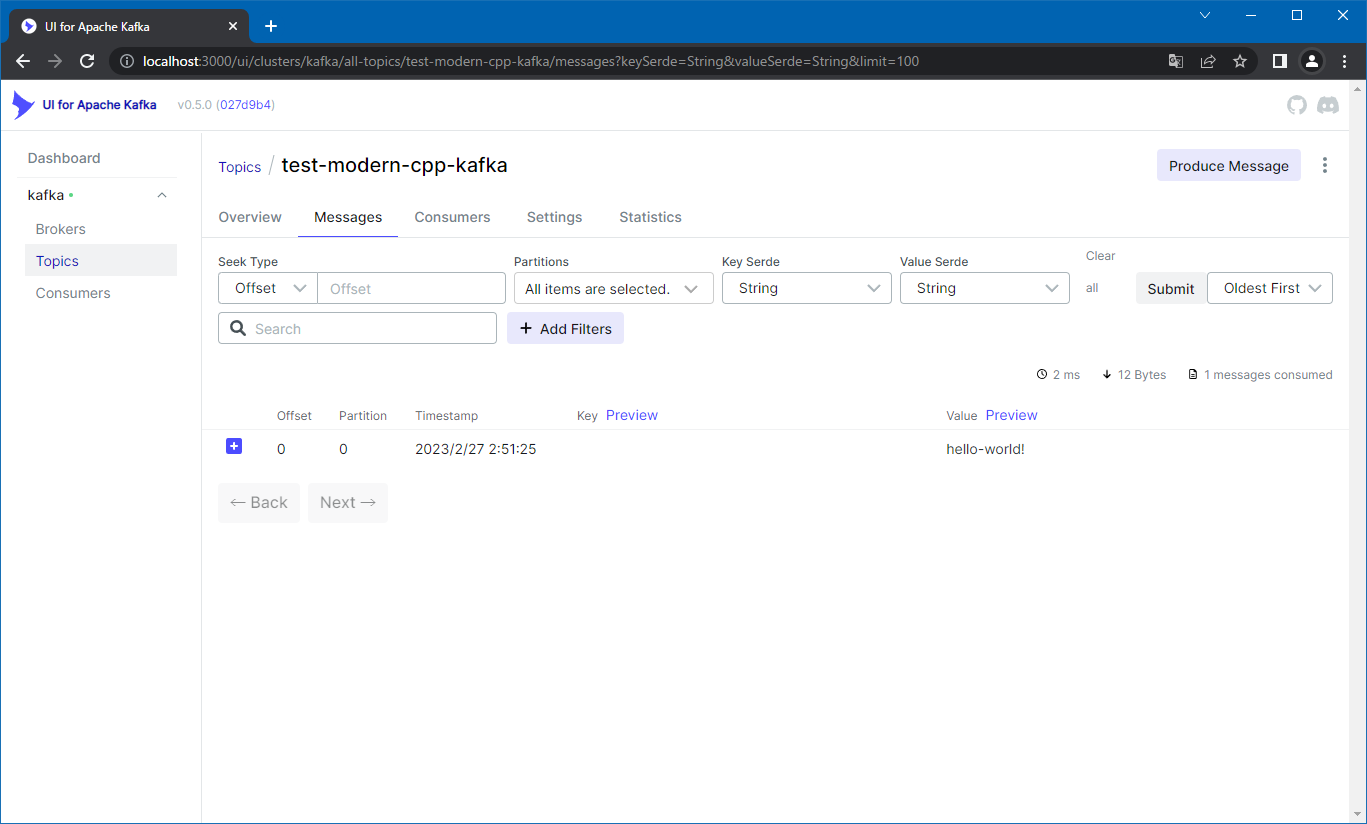 UI for Apache Kafka
localhost:3000/ui/clusters/kafka/all-topics/test-modern-cpp-kafka/messages?keySerde=String&valueSerde=String&limit=100
UI for Apache Kafka v0.5.0 (027d9b4)
Dashboard
kafka
Brokers
Topics
Consumers
Topics / test-modern-cpp-kafka
Produce Message
Overview Messages Consumers Settings Statistics
Seek Type Partitions Key Serde Value Serde Clear all
Offset Offset All items are selected. String String Submit Oldest First
Search Add Filters
2 ms 12 Bytes 1 messages consumed
Offset Partition Timestamp Key Preview Value Preview
0 0 2023/2/27 2:51:25 hello-world!
← Back Next →